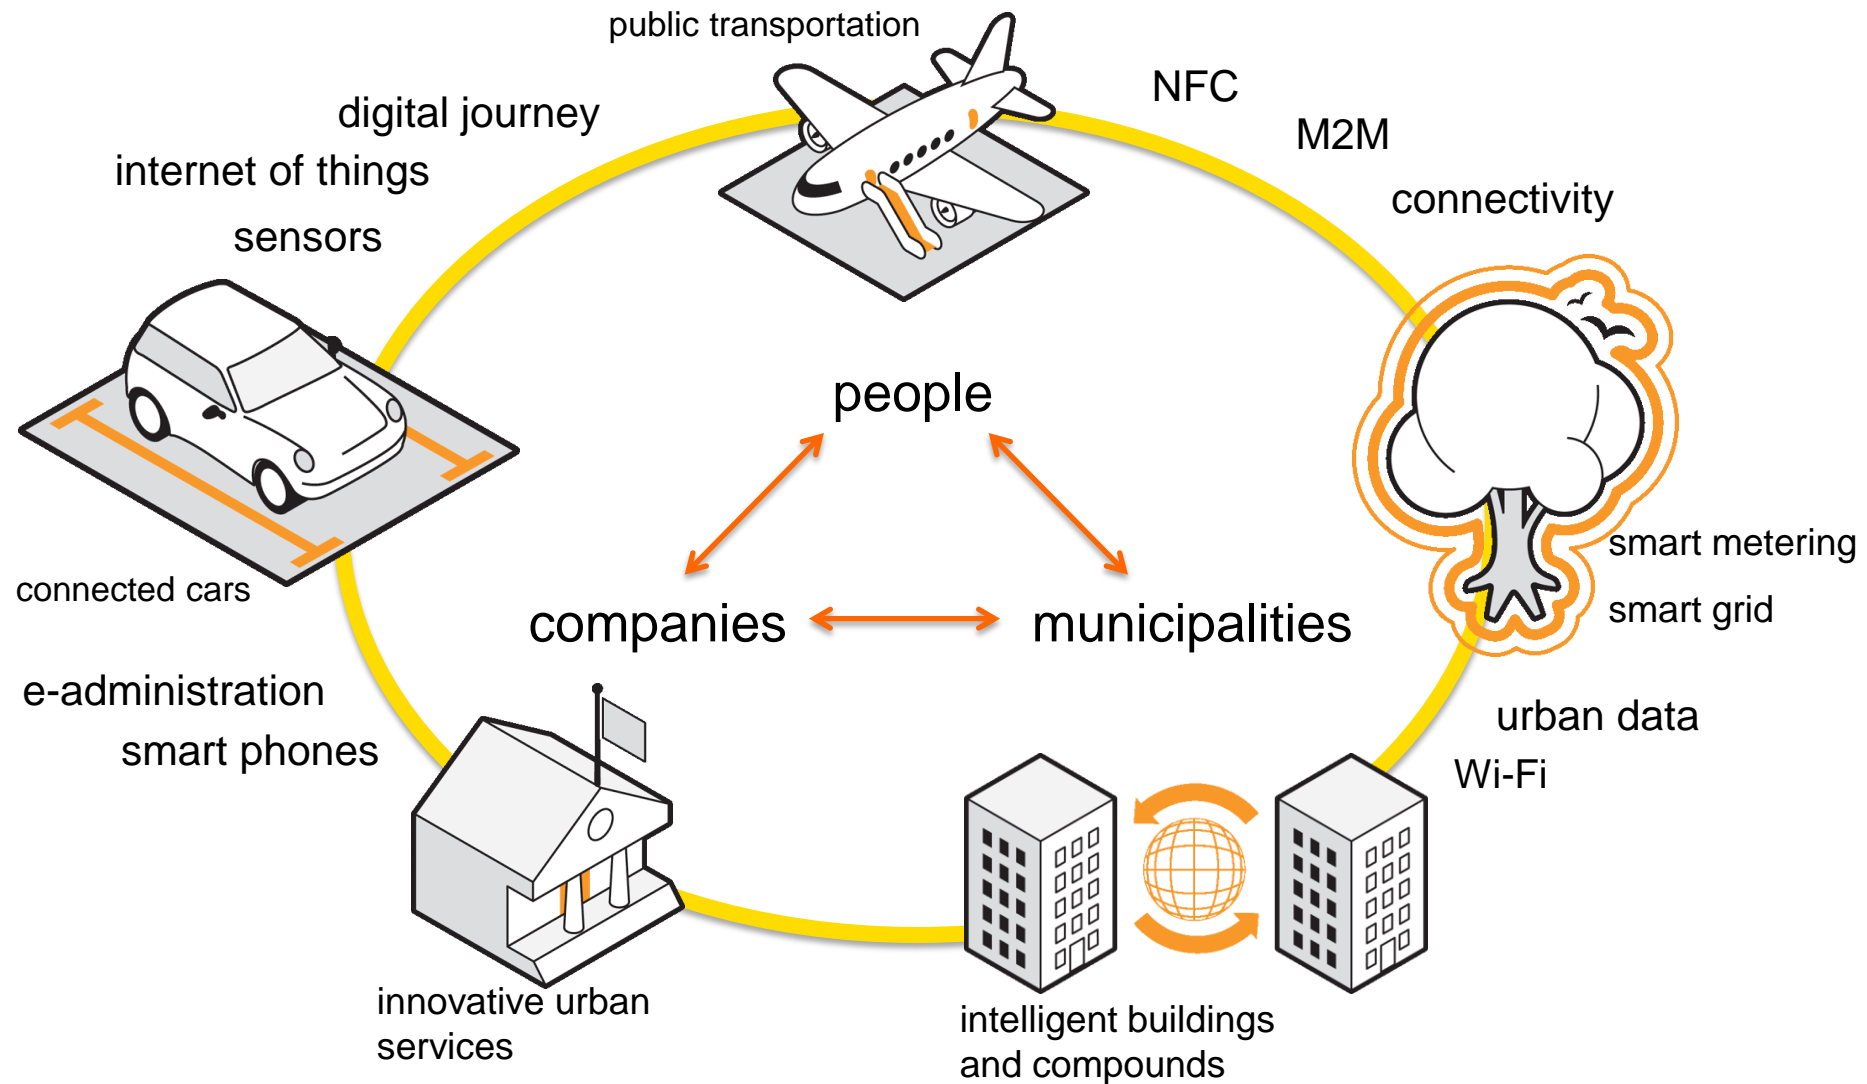 public transportation
NFC
digital journey
M2M
internet of things
connectivity
sensors
people
smart metering
connected cars
smart grid
companies
municipalities
e-administration
urban data
smart phones
Wi-Fi
innovative urban
services
intelligent buildings
and compounds